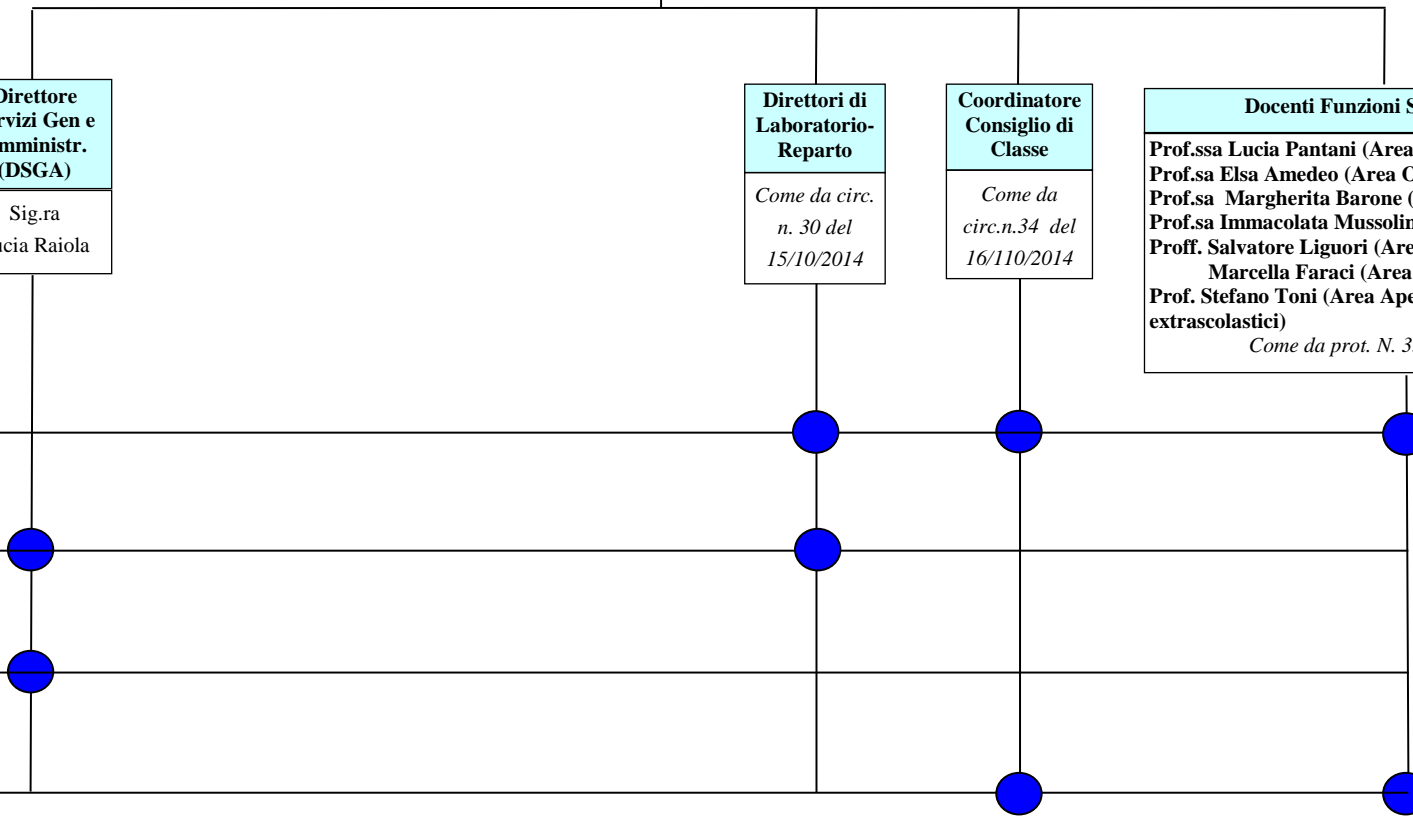 Direttore
rvizi Gen e
mministr.
(DSGA)
Sig.ra
ucia Raiola
Direttori di
Laboratorio-
Reparto
Come da circ.
n. 30 del
15/10/2014
Coordinatore
Consiglio di
Classe
Come da
circ.n.34 del
16/110/2014
Docenti Funzioni S
Prof.ssa Lucia Pantani (Area
Prof.sa Elsa Amedeo (Area O
Prof.sa Margherita Barone (
Prof.sa Immacolata Mussolin
Proff. Salvatore Liguori (Are
Marcella Faraci (Area
Prof. Stefano Toni (Area Ape
extrascolastici)
Come da prot. N. 3